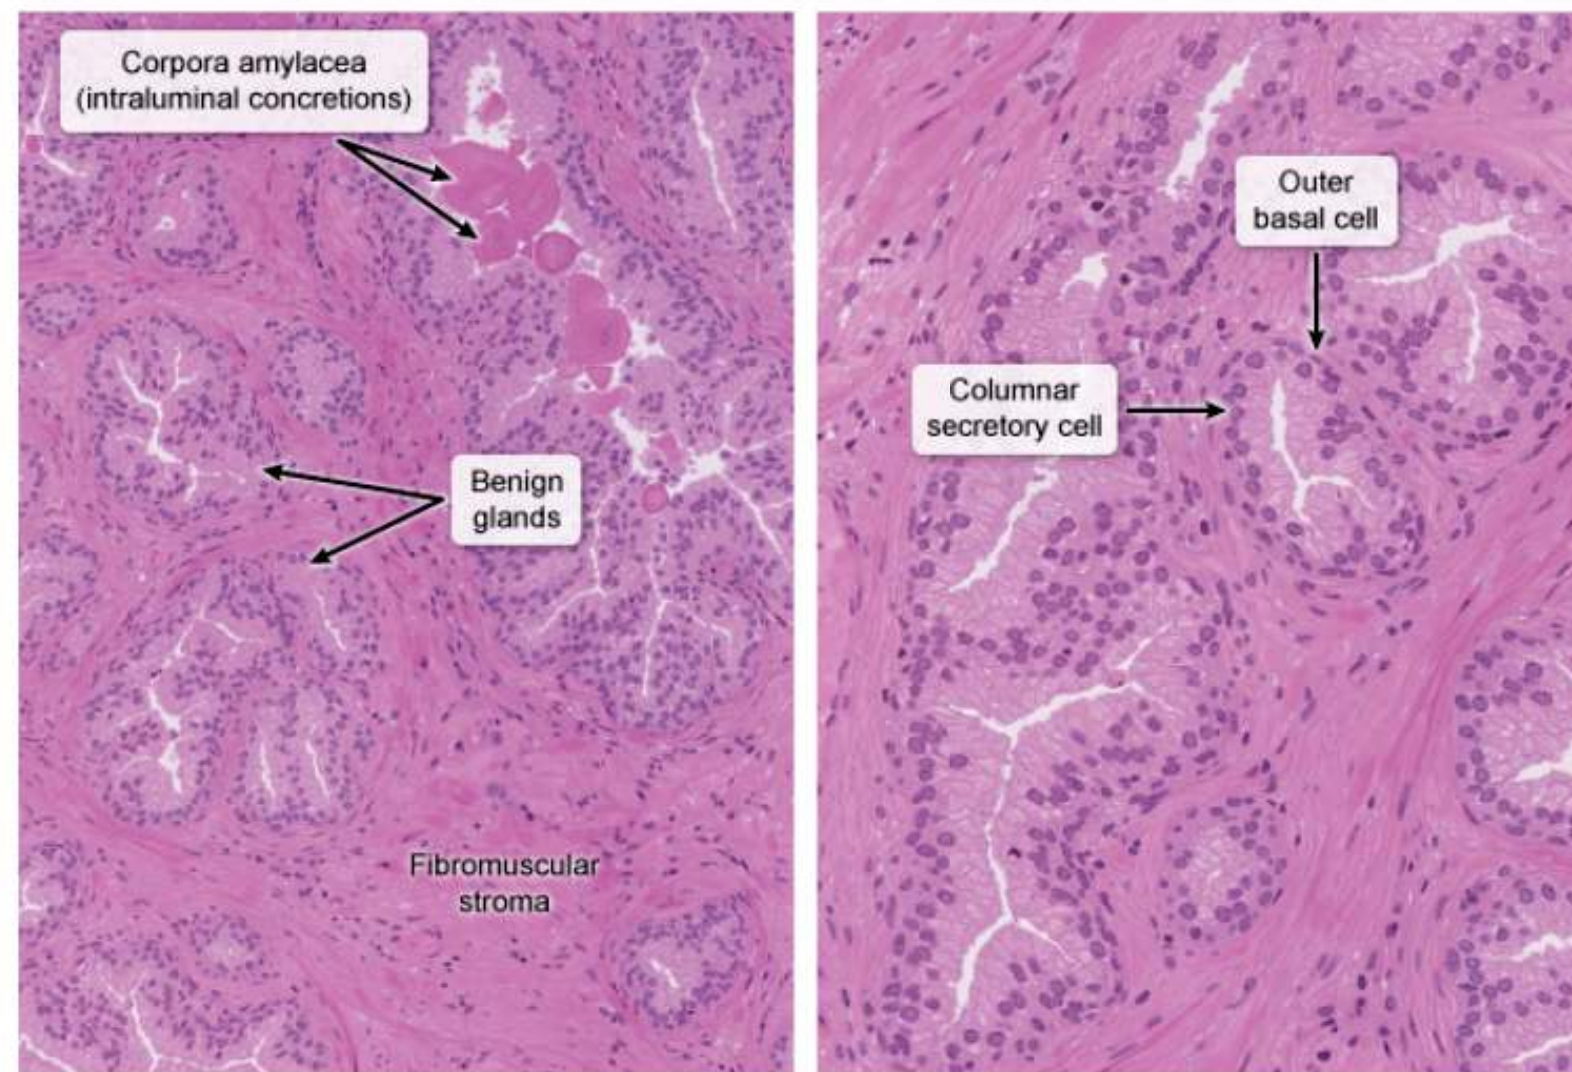 Corpora amylacea
(intraluminal concretions)
Benign
glands
Fibromuscular
stroma
Outer
basal cell
Columnar
secretory cell